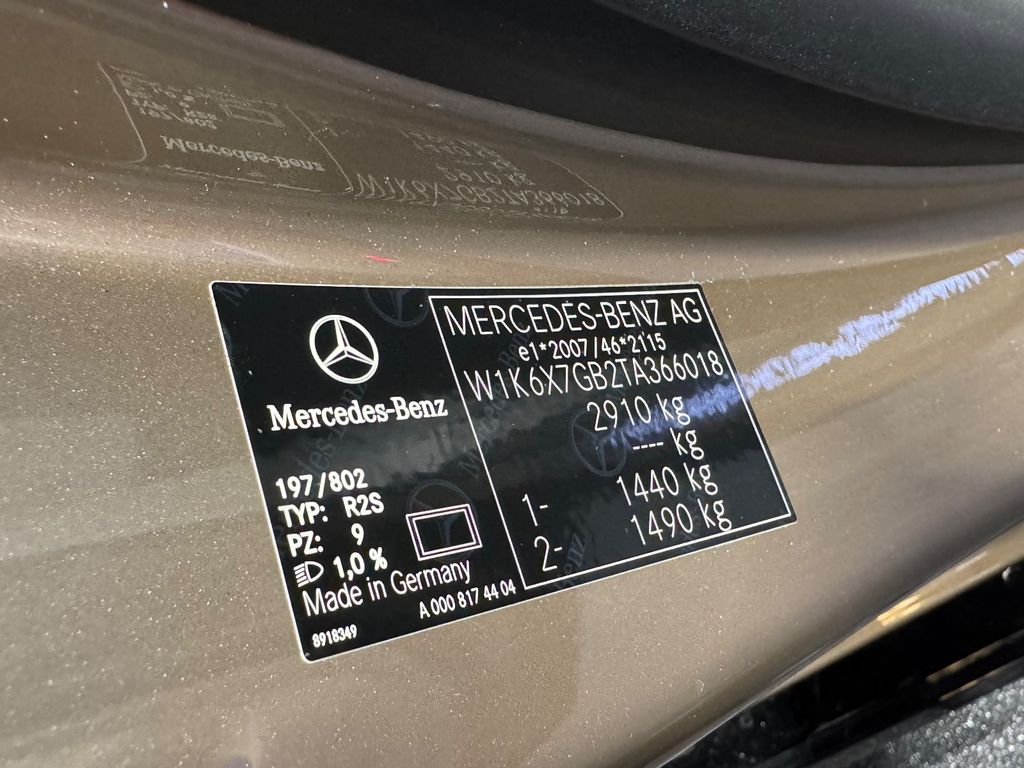 Mercedes-Benz
197/802
TYP: R2S
PZ: 9
1,0 %
Made in Germany
A 000 817 44 04
8918349
MERCEDES-BENZ AG
e1*2007/46*2115
W1K6X7GB2TA366018
2910 kg
---- kg
1- 1440 kg
2- 1490 kg